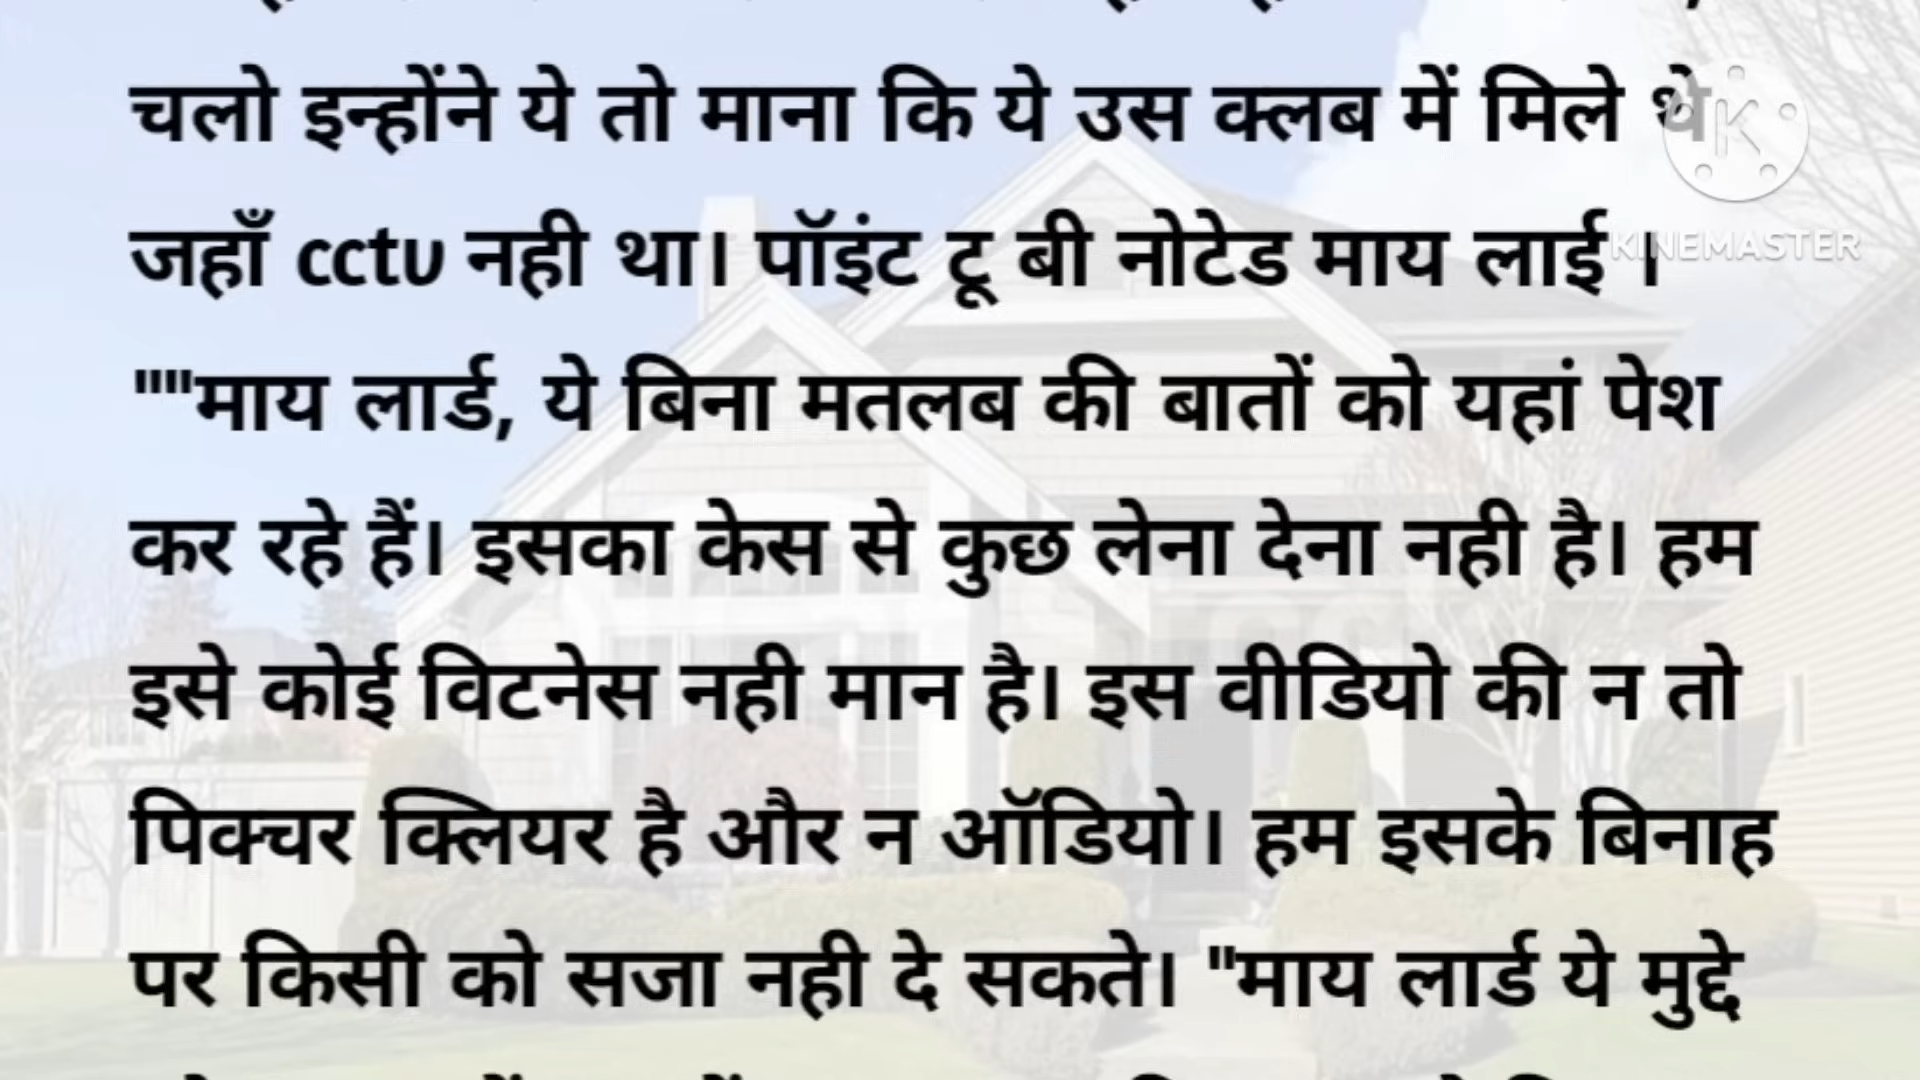 चलो इन्होंने ये तो माना कि ये उस क्लब में मिले थे
जहाँ cctv नही था। पॉइंट टू बी नोटेड माय लाई ।
""माय लार्ड, ये बिना मतलब की बातों को यहां पेश
कर रहे हैं। इसका केस से कुछ लेना देना नही है। हम
इसे कोई विटनेस नही मान है। इस वीडियो की न तो
पिक्चर क्लियर है और न ऑडियो। हम इसके बिनाह
पर किसी को सजा नही दे सकते। "माय लार्ड ये मुद्दे
KINEMASTER